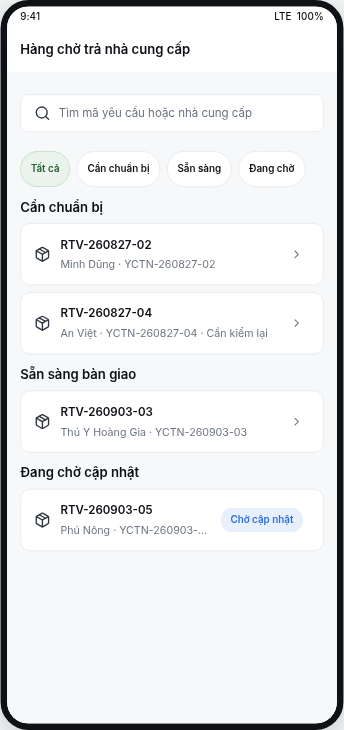 9:41
LTE 100%
Hàng chờ trả nhà cung cấp
Tìm mã yêu cầu hoặc nhà cung cấp
Tất cả
Cần chuẩn bị
Sẵn sàng
Đang chờ
Cần chuẩn bị
RTV-260827-02
Minh Dũng · YCTN-260827-02
RTV-260827-04
An Việt · YCTN-260827-04 · Cần kiểm lại
Sẵn sàng bàn giao
RTV-260903-03
Thú Y Hoàng Gia · YCTN-260903-03
Đang chờ cập nhật
RTV-260903-05
Phú Nông · YCTN-260903-...
Chờ cập nhật